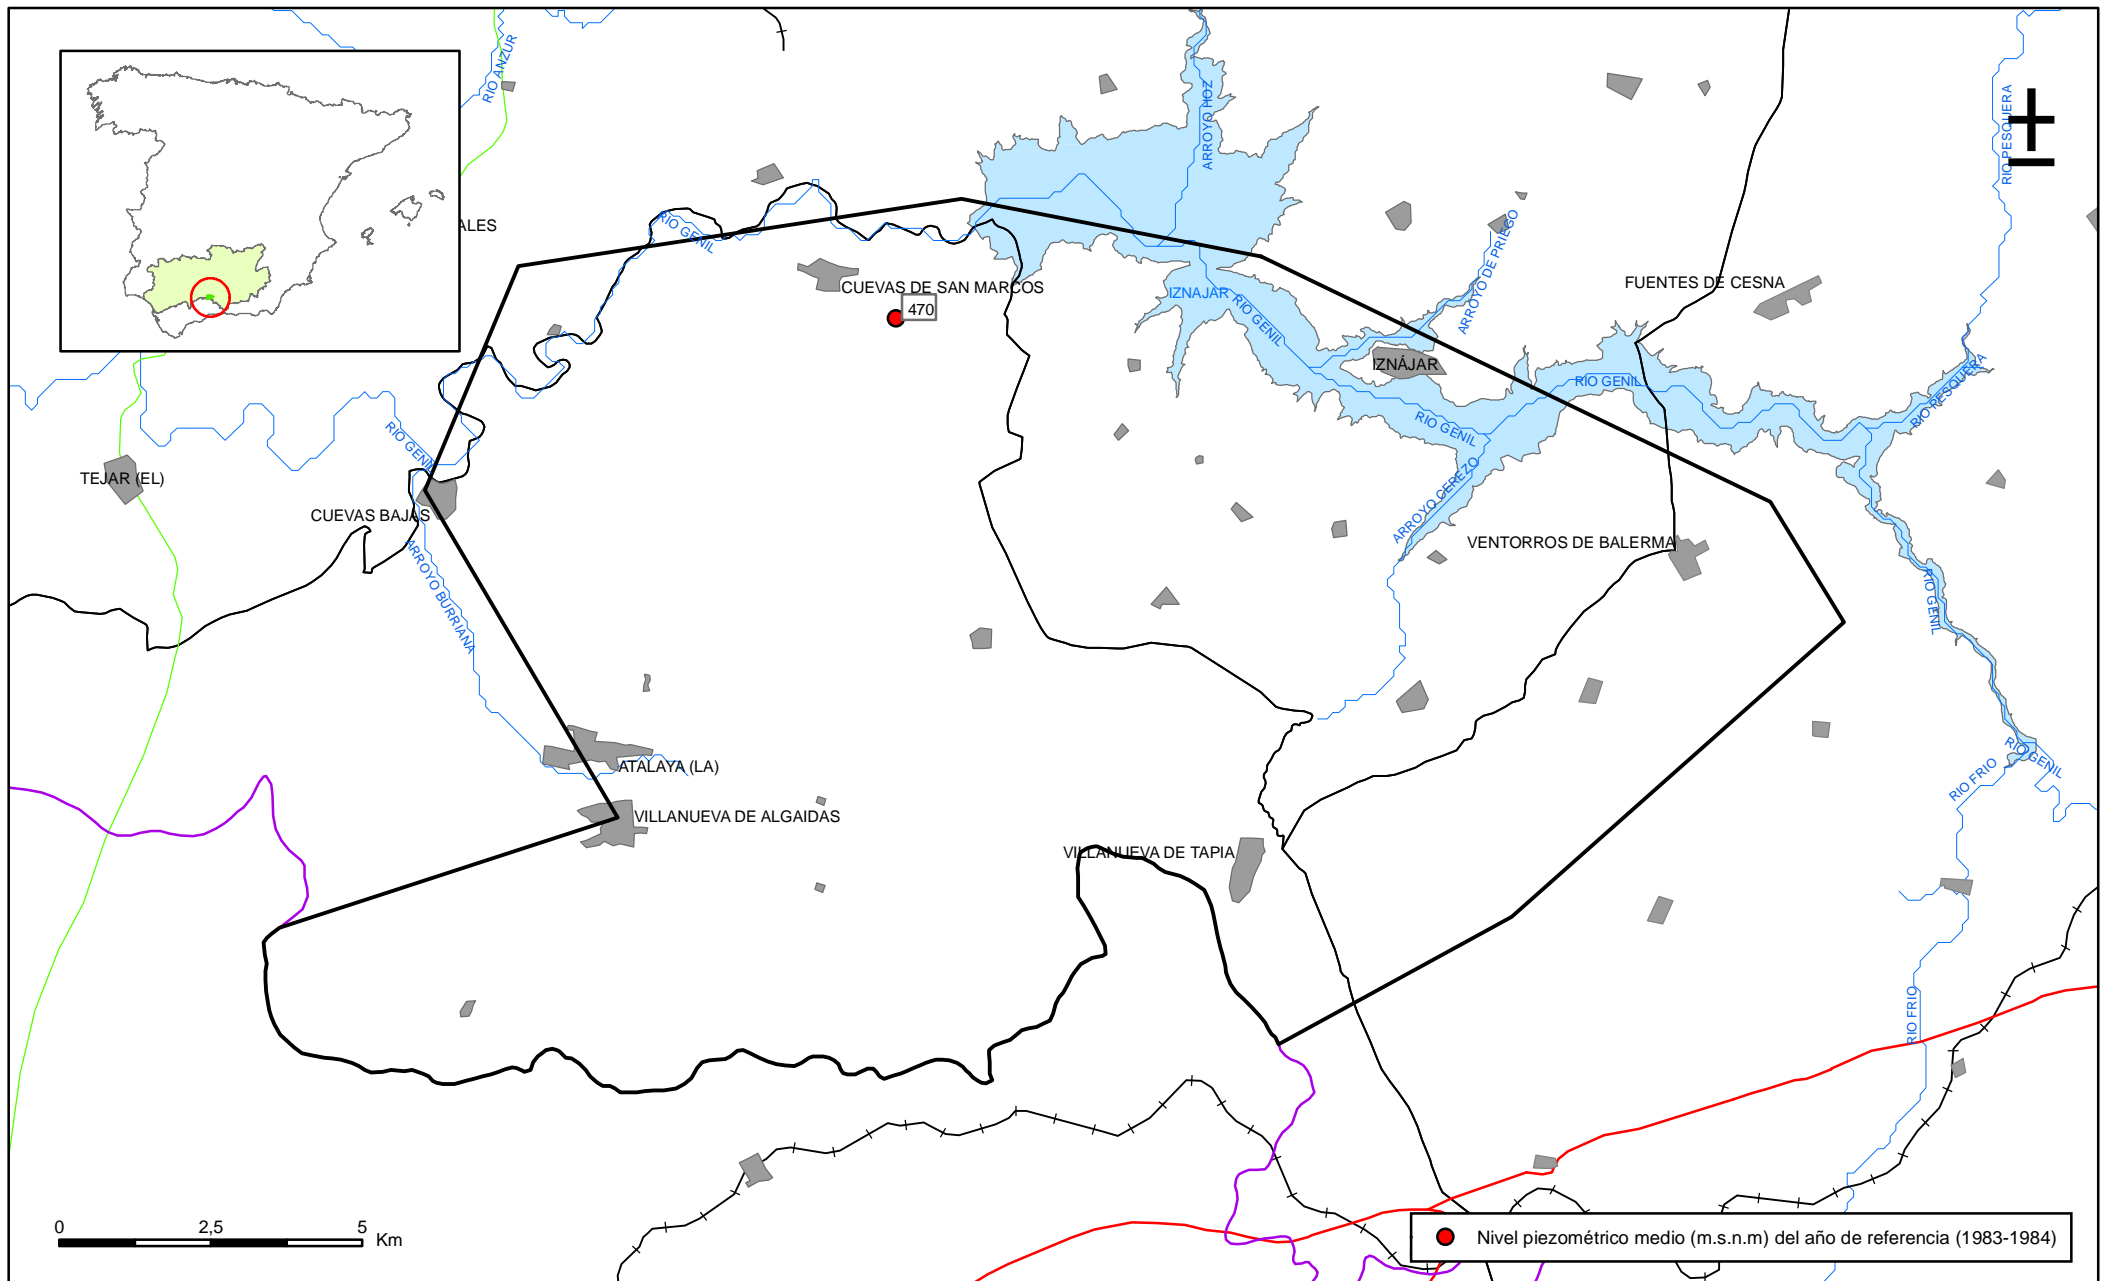 RIO ANZUR
ARROYO HOZ
RIO PESQUERA
ALES
RIO GENIL
ARROYO DE PRIEGO
CUEVAS DE SAN MARCOS
470
IZNAJAR
RIO GENIL
FUENTES DE CESNA
IZNÁJAR
RIO GENIL
RIO PESQUERA
RIO GENIL
RIO GENIL
TEJAR (EL)
CUEVAS BAJAS
ARROYO CEREZO
VENTORROS DE BALERMA
ARROYO BURRIANA
RIO GENIL
ATALAYA (LA)
RIO GENIL
RIO FRIO
VILLANUEVA DE ALGAIDAS
VILLANUEVA DE TAPIA
RIO FRIO
0 2,5 5
Km
Nivel piezométrico medio (m.s.n.m) del año de referencia (1983-1984)